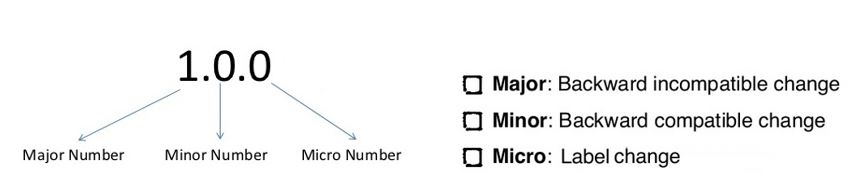 1.0.0
Major Number
Minor Number
Micro Number
Major: Backward incompatible change
Minor: Backward compatible change
Micro: Label change